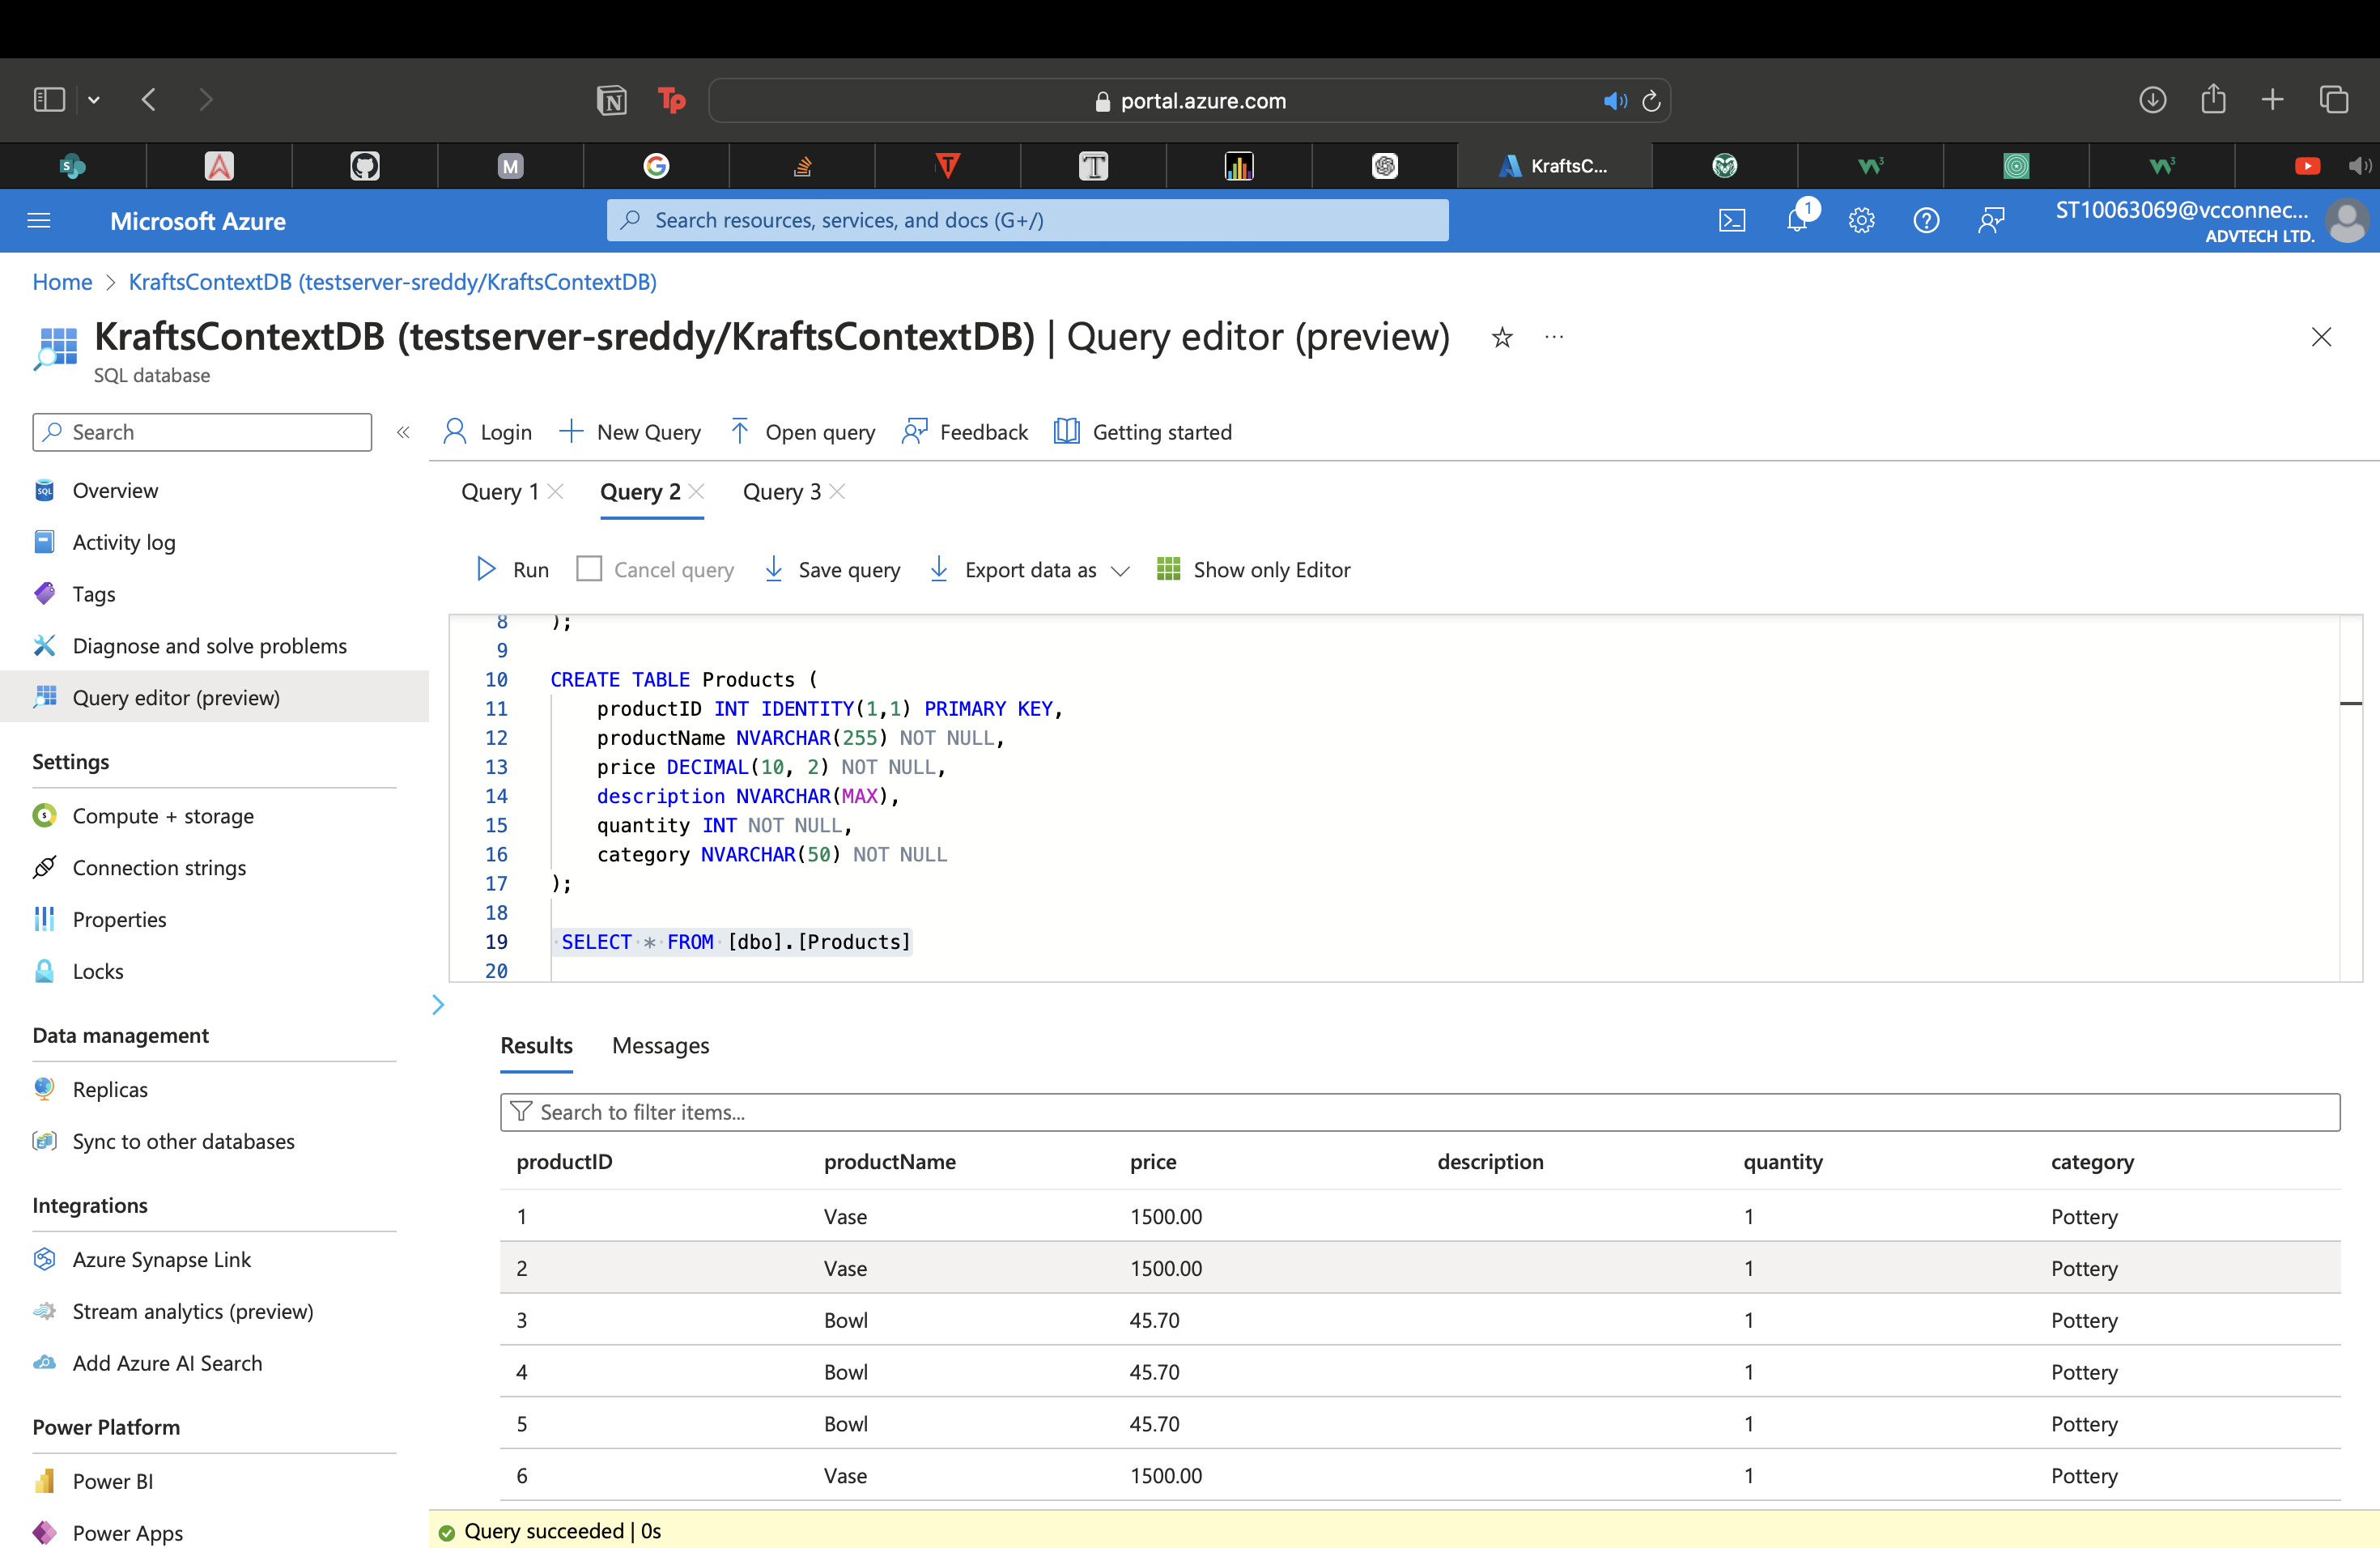 portal.azure.com
KraftsC...
Microsoft Azure
Search resources, services, and docs (G+/)
1
ST10063069@vcconnec...
ADVTECH LTD.
Home > KraftsContextDB (testserver-sreddy/KraftsContextDB)
KraftsContextDB (testserver-sreddy/KraftsContextDB) | Query editor (preview)
SQL database
Search
Overview
Activity log
Tags
Diagnose and solve problems
Query editor (preview)
Settings
Compute + storage
Connection strings
Properties
Locks
Data management
Replicas
Sync to other databases
Integrations
Azure Synapse Link
Stream analytics (preview)
Add Azure AI Search
Power Platform
Power BI
Power Apps
Login New Query Open query Feedback Getting started
Query 1 Query 2 Query 3
Run Cancel query Save query Export data as Show only Editor
8 );
9
10 CREATE TABLE Products (
11 productID INT IDENTITY(1,1) PRIMARY KEY,
12 productName NVARCHAR(255) NOT NULL,
13 price DECIMAL(10, 2) NOT NULL,
14 description NVARCHAR(MAX),
15 quantity INT NOT NULL,
16 category NVARCHAR(50) NOT NULL
17 );
18
19 SELECT * FROM [dbo].[Products]
20
Results Messages
Search to filter items...
productID productName price description quantity category
1 Vase 1500.00 1 Pottery
2 Vase 1500.00 1 Pottery
3 Bowl 45.70 1 Pottery
4 Bowl 45.70 1 Pottery
5 Bowl 45.70 1 Pottery
6 Vase 1500.00 1 Pottery
Query succeeded | 0s